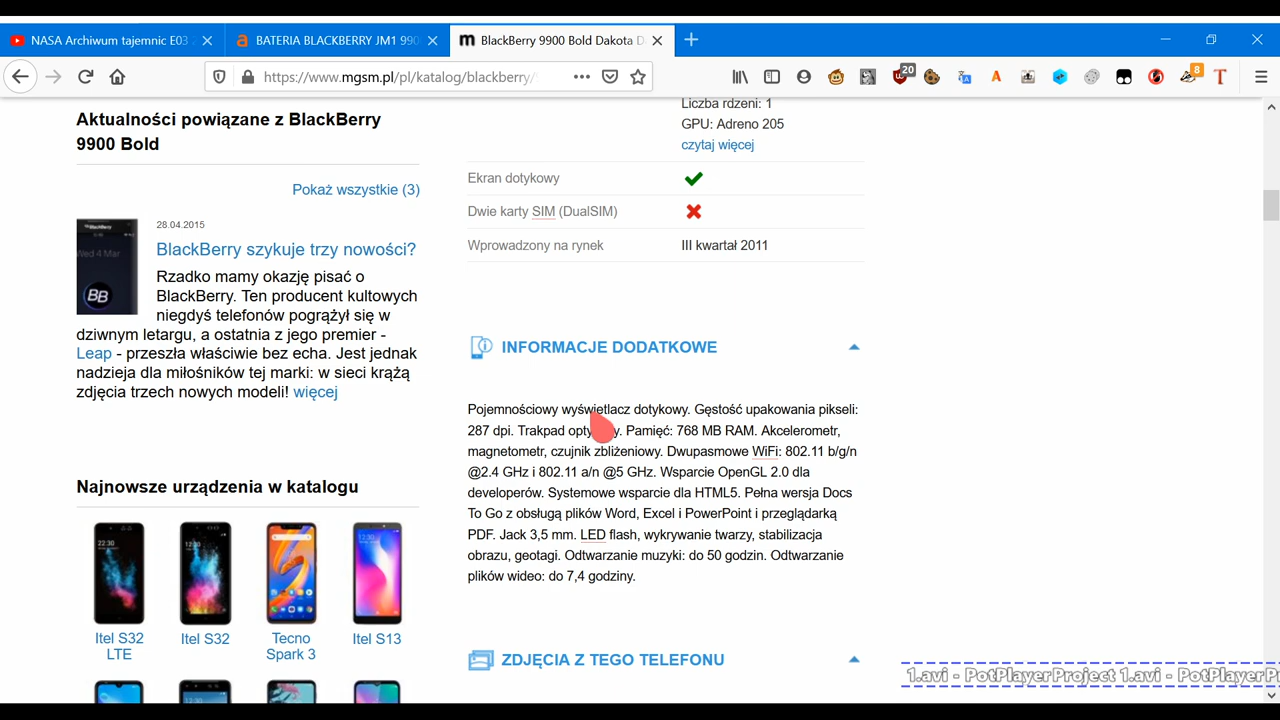 NASA Archiwum tajemnic E03
BATERIA BLACKBERRY JM1 990
BlackBerry 9900 Bold Dakota D
https://www.mgsm.pl/pl/katalog/blackberry/
20
8
Aktualności powiązane z BlackBerry
9900 Bold
Pokaż wszystkie (3)
28.04.2015
BlackBerry szykuje trzy nowości?
Rzadko mamy okazję pisać o
BlackBerry. Ten producent kultowych
niegdyś telefonów pogrążył się w
dziwnym letargu, a ostatnia z jego premier -
Leap - przeszła właściwie bez echa. Jest jednak
nadzieja dla miłośników tej marki: w sieci krążą
zdjęcia trzech nowych modeli! więcej
Najnowsze urządzenia w katalogu
Itel S32
LTE
Itel S32
Tecno
Spark 3
Itel S13
Liczba rdzeni: 1
GPU: Adreno 205
czytaj więcej
Ekran dotykowy
Dwie karty SIM (DualSIM)
Wprowadzony na rynek III kwartał 2011
INFORMACJE DODATKOWE
Pojemnościowy wyświetlacz dotykowy. Gęstość upakowania pikseli:
287 dpi. Trakpad Pamięć: 768 MB RAM. Akcelerometr,
magnetometr, czujnik zbliżeniowy. Dwupasmowe WiFi: 802.11 b/g/n
@2.4 GHz i 802.11 a/n @5 GHz. Wsparcie OpenGL 2.0 dla
developerów. Systemowe wsparcie dla HTML5. Pełna wersja Docs
To Go z obsługą plików Word, Excel i PowerPoint i przeglądarką
PDF. Jack 3,5 mm. LED flash, wykrywanie twarzy, stabilizacja
obrazu, geotagi. Odtwarzanie muzyki: do 50 godzin. Odtwarzanie
plików wideo: do 7,4 godziny.
ZDJĘCIA Z TEGO TELEFONU
1.avi - PotPlayerProject 1.avi - PotPlayerPr